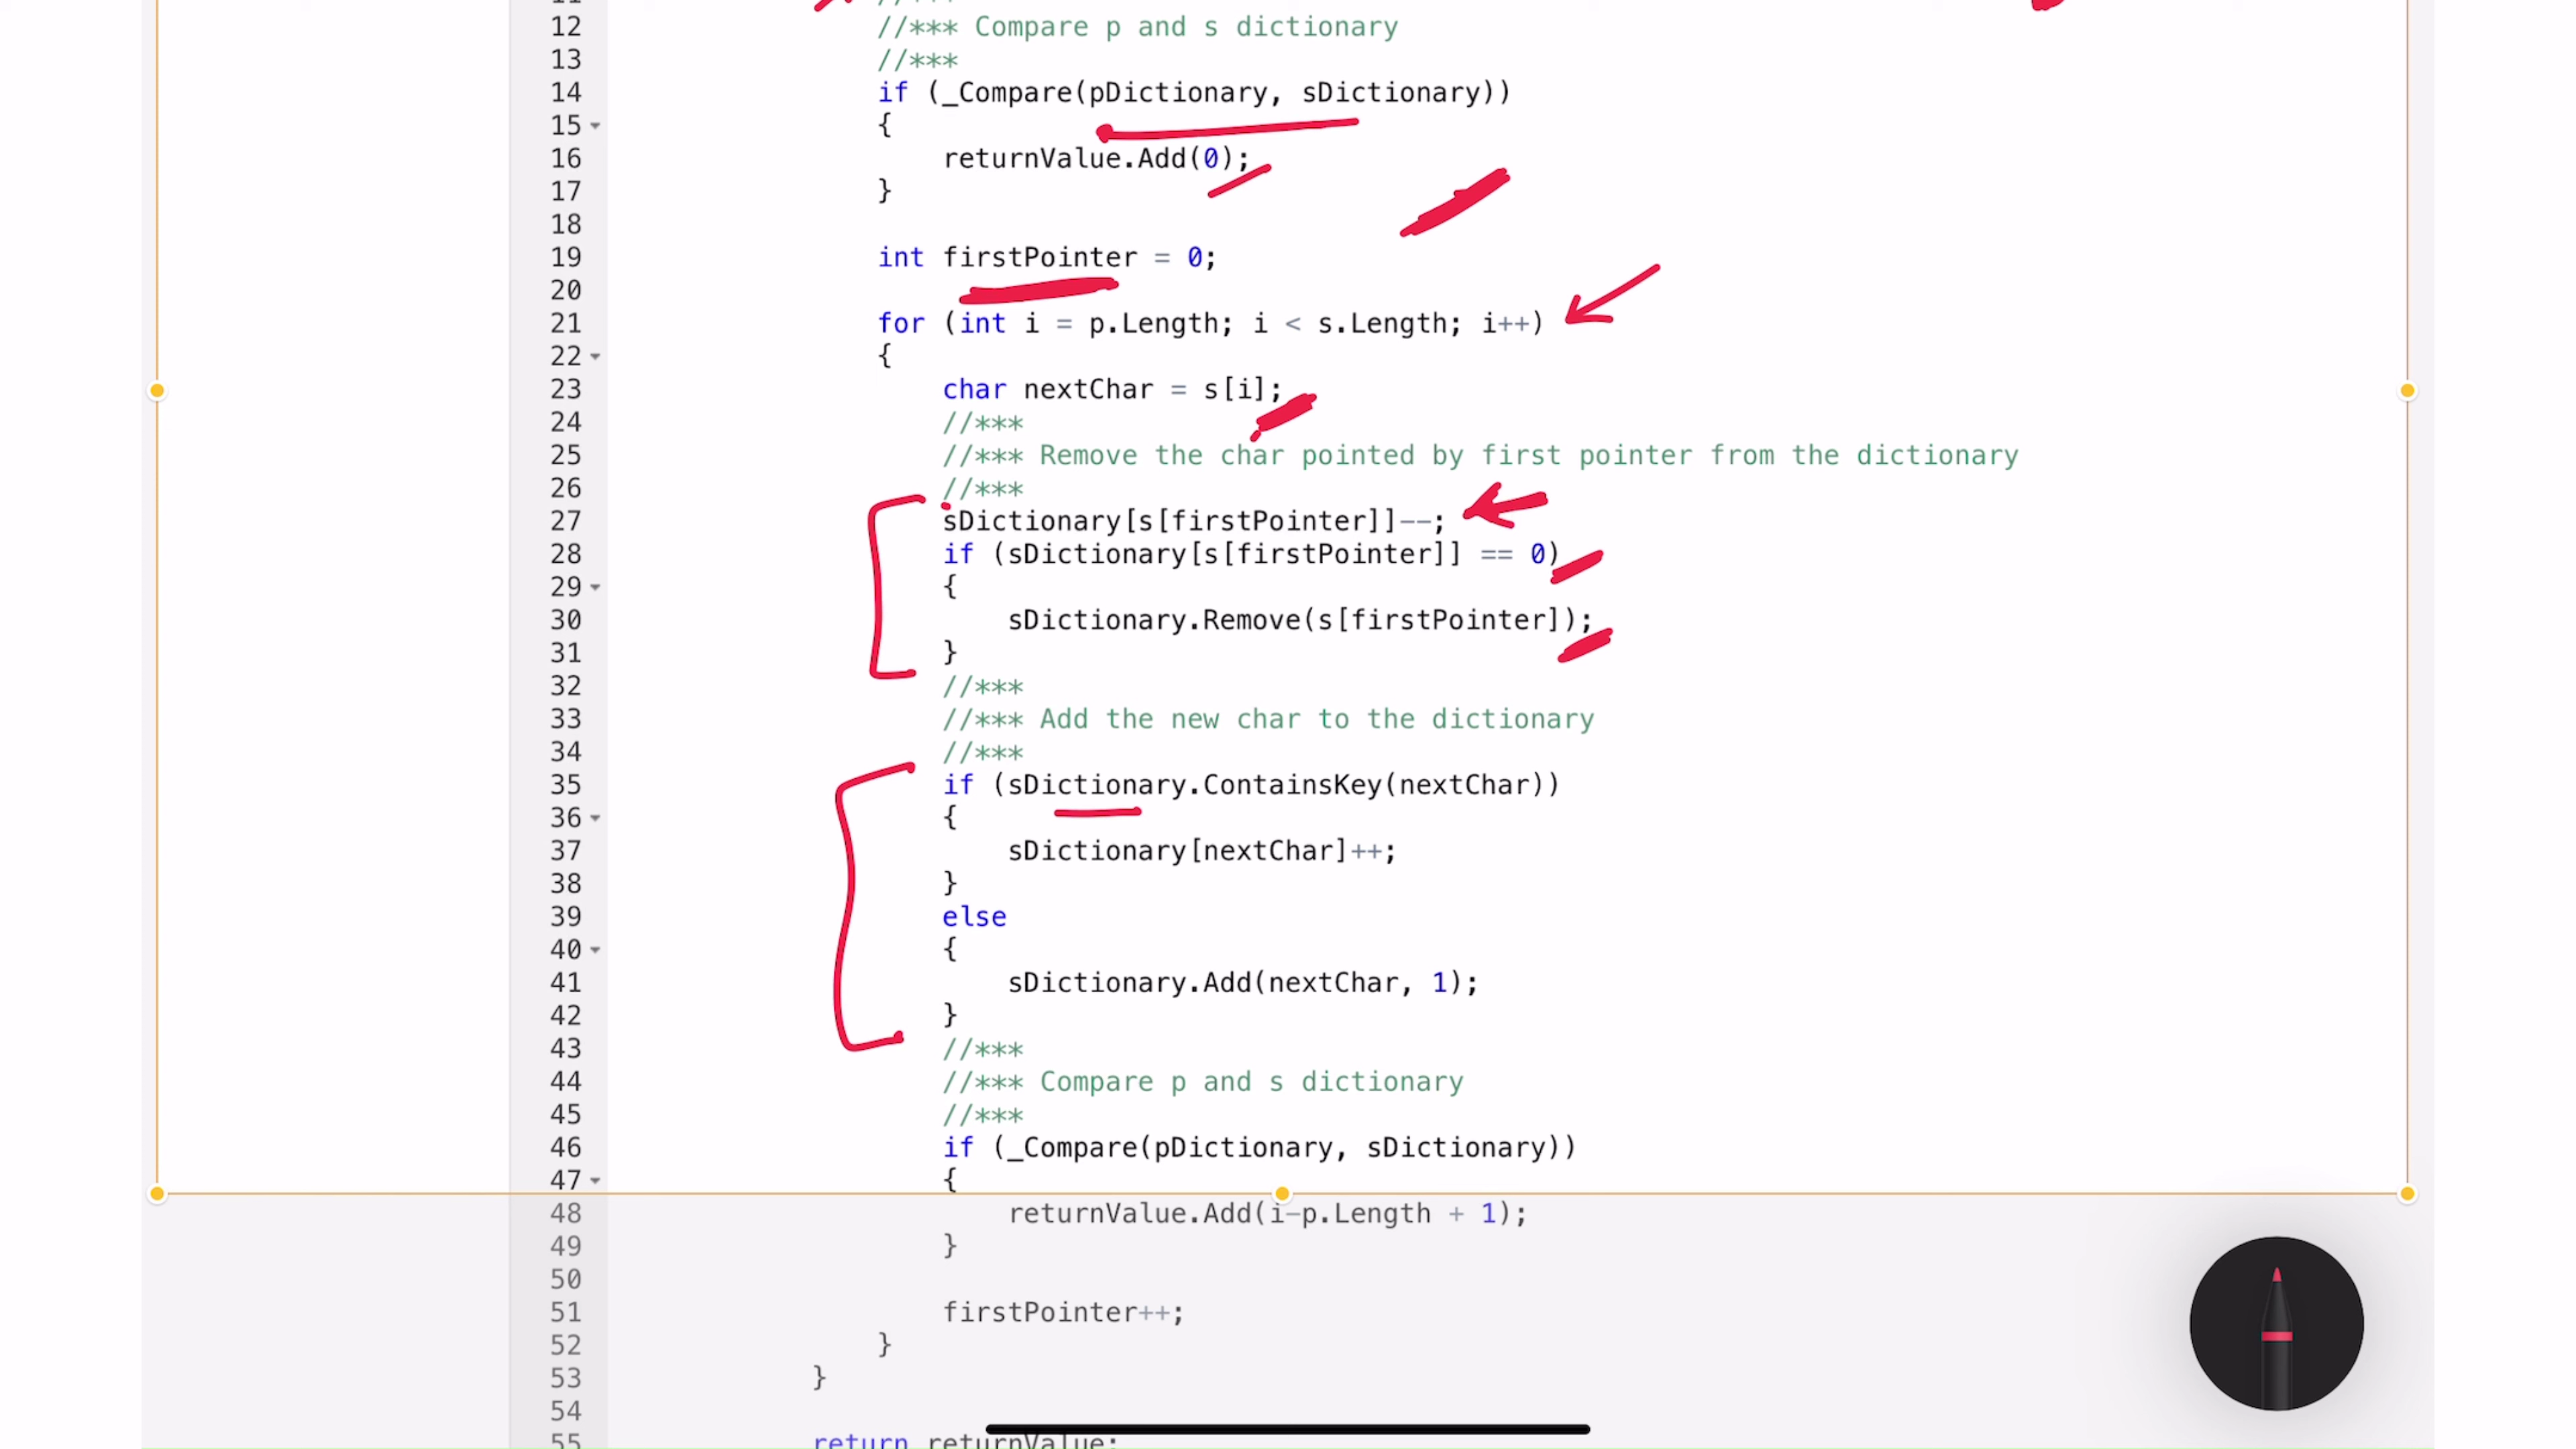 11 //***
12 //*** Compare p and s dictionary
13 //***
14 if (_Compare(pDictionary, sDictionary))
15 {
16 returnValue.Add(0);
17 }
18
19 int firstPointer = 0;
20
21 for (int i = p.Length; i < s.Length; i++)
22 {
23 char nextChar = s[i];
24 //***
25 //*** Remove the char pointed by first pointer from the dictionary
26 //***
27 sDictionary[s[firstPointer]]--;
28 if (sDictionary[s[firstPointer]] == 0)
29 {
30 sDictionary.Remove(s[firstPointer]);
31 }
32 //***
33 //*** Add the new char to the dictionary
34 //***
35 if (sDictionary.ContainsKey(nextChar))
36 {
37 sDictionary[nextChar]++;
38 }
39 else
40 {
41 sDictionary.Add(nextChar, 1);
42 }
43 //***
44 //*** Compare p and s dictionary
45 //***
46 if (_Compare(pDictionary, sDictionary))
47 {
48 returnValue.Add(i-p.Length + 1);
49 }
50
51 firstPointer++;
52 }
53 }
54
55 return returnValue;